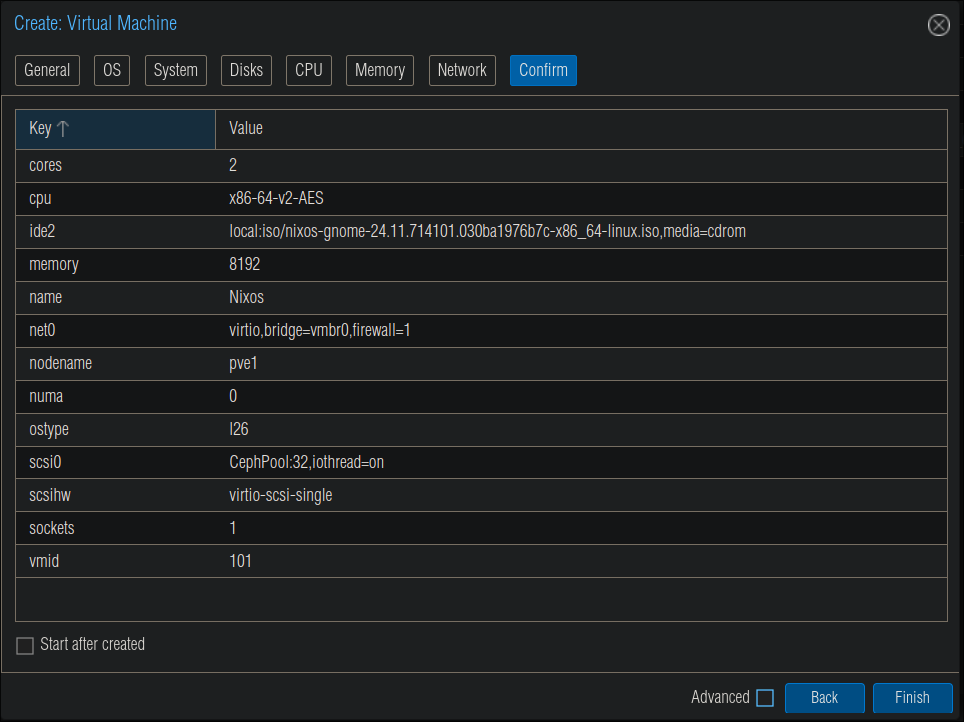 Create: Virtual Machine
General OS System Disks CPU Memory Network Confirm
Key ↑ Value
cores 2
cpu x86-64-v2-AES
ide2 local:iso/nixos-gnome-24.11.714101.030ba1976b7c-x86_64-linux.iso,media=cdrom
memory 8192
name Nixos
net0 virtio,bridge=vmbr0,firewall=1
nodename pve1
numa 0
ostype l26
scsi0 CephPool:32,iothread=on
scsihw virtio-scsi-single
sockets 1
vmid 101
Start after created
Advanced Back Finish